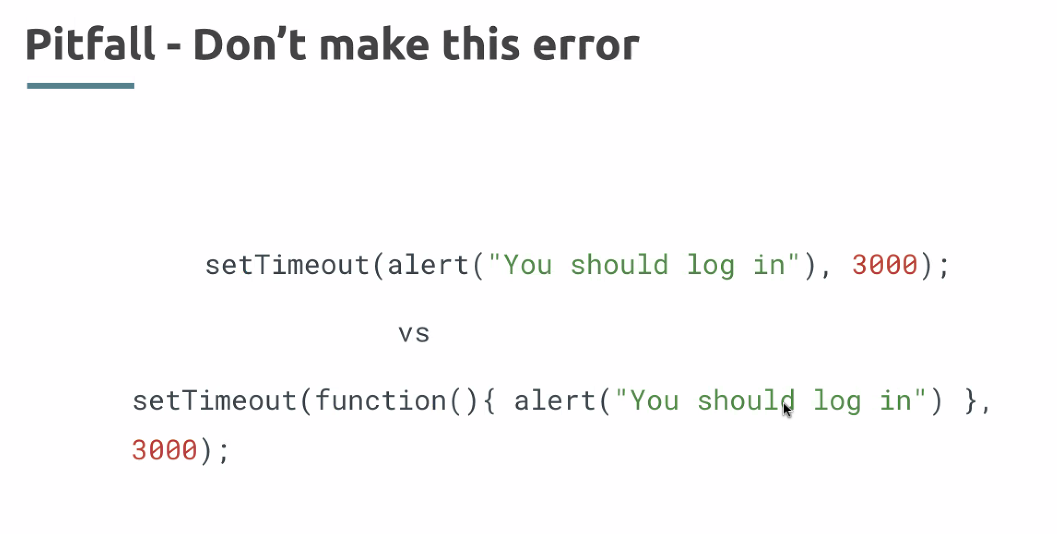 Pitfall - Don’t make this error
setTimeout(alert("You should log in"), 3000);
vs
setTimeout(function(){ alert("You should log in") },
3000);